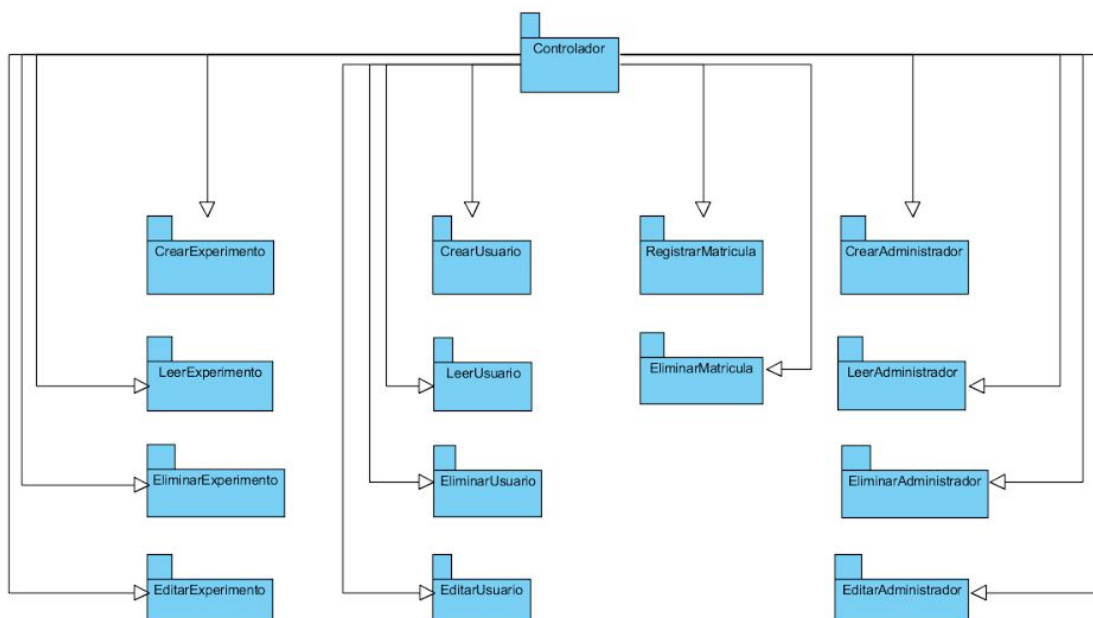 Controlador
CrearExperimento
CrearUsuario
RegistrarMatricula
CrearAdministrador
LeerExperimento
LeerUsuario
EliminarMatricula
LeerAdministrador
EliminarExperimento
EliminarUsuario
EliminarAdministrador
EditarExperimento
EditarUsuario
EditarAdministrador